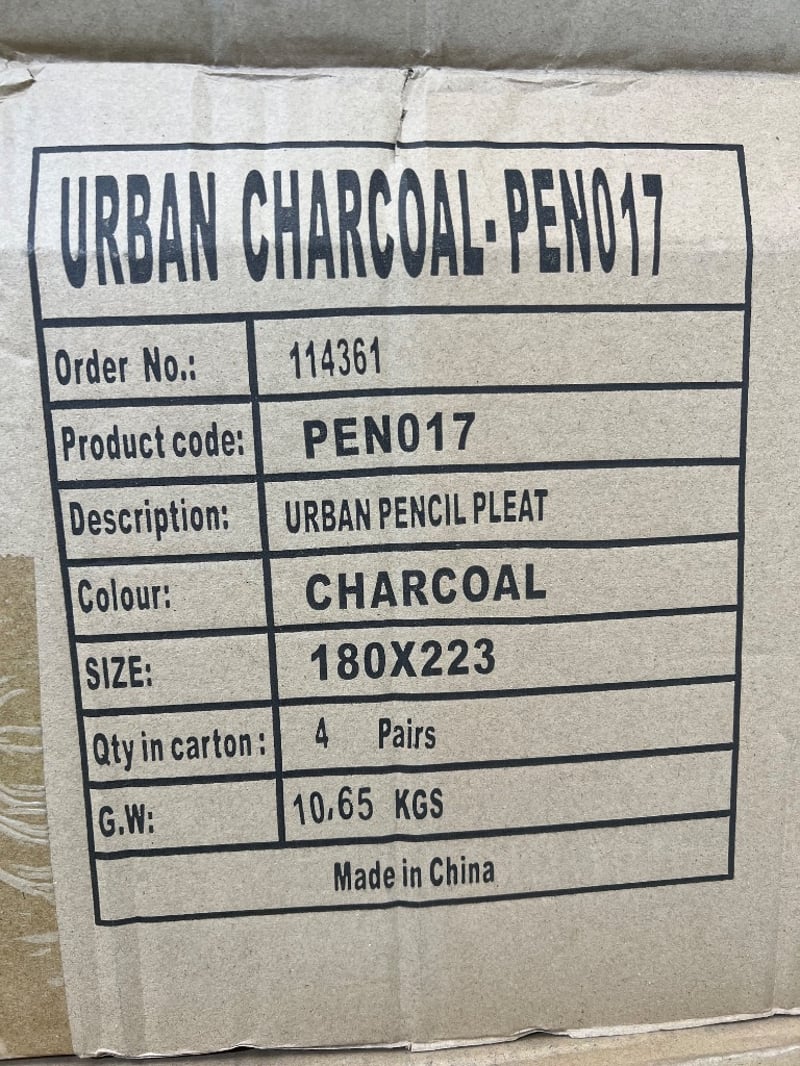 URBAN CHARCOAL-PEN017
Order No.: 114361
Product code: PEN017
Description: URBAN PENCIL PLEAT
Colour: CHARCOAL
SIZE: 180X223
Qty in carton: 4 Pairs
G.W: 10.65 KGS
Made in China